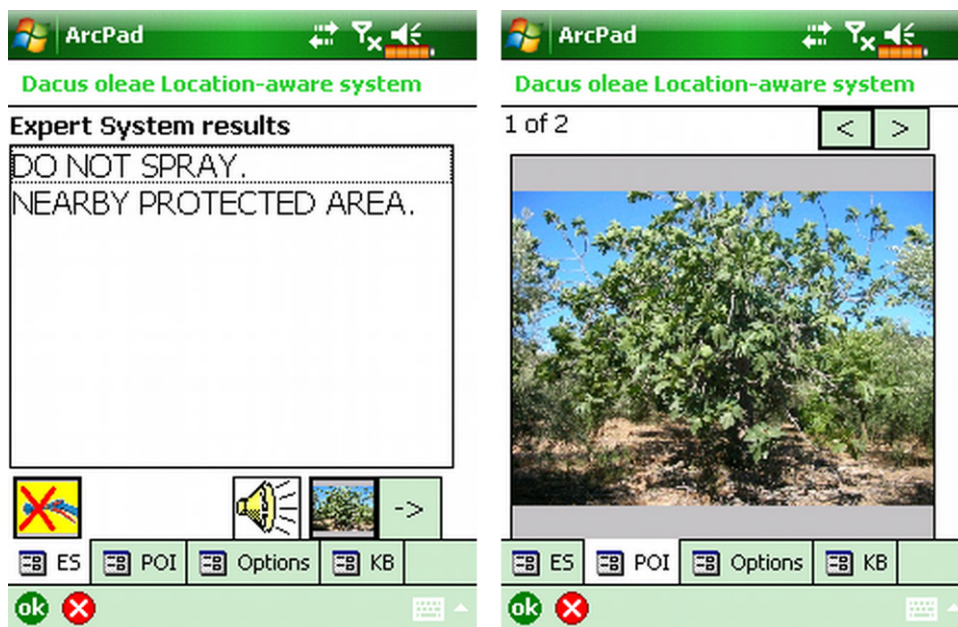 ArcPad
Dacus oleae Location-aware system
Expert System results
DO NOT SPRAY.
NEARBY PROTECTED AREA.
->
ES POI Options KB
ok
ArcPad
Dacus oleae Location-aware system
1 of 2 < >
ES POI Options KB
ok